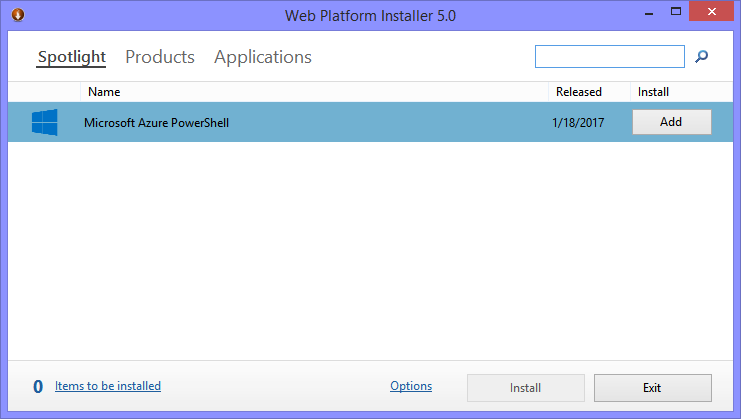 Web Platform Installer 5.0
Spotlight Products Applications
Name Released Install
Microsoft Azure PowerShell 1/18/2017 Add
0 Items to be installed Options Install Exit